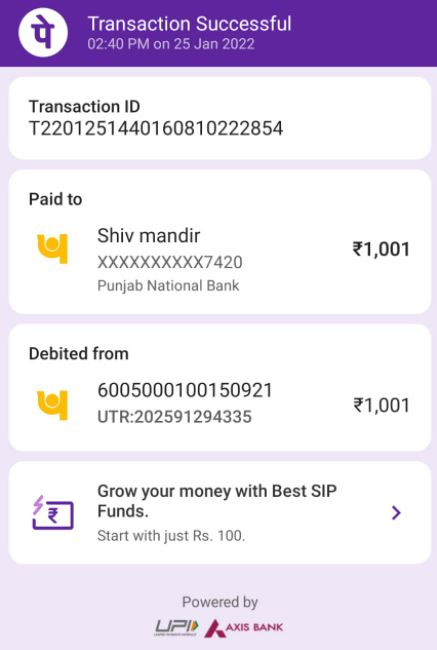 पे
Transaction Successful
02:40 PM on 25 Jan 2022
Transaction ID
T2201251440160810222854
Paid to
Shiv mandir
₹1,001
XXXXXXXXXX7420
Punjab National Bank
Debited from
6005000100150921
₹1,001
UTR:202591294335
Grow your money with Best SIP
Funds.
₹
Start with just Rs. 100.
Powered by
UPI
AXIS BANK